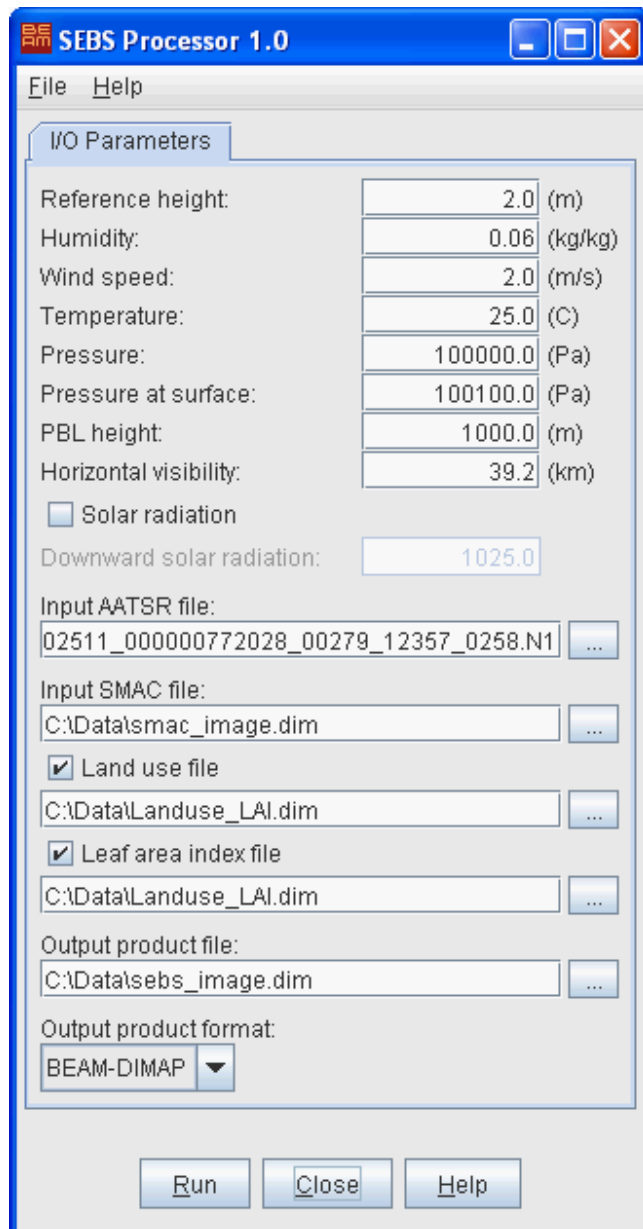 BEAM SEBS Processor 1.0
File Help
I/O Parameters
Reference height: 2.0 (m)
Humidity: 0.06 (kg/kg)
Wind speed: 2.0 (m/s)
Temperature: 25.0 (C)
Pressure: 100000.0 (Pa)
Pressure at surface: 100100.0 (Pa)
PBL height: 1000.0 (m)
Horizontal visibility: 39.2 (km)
Solar radiation
Downward solar radiation: 1025.0
Input AATSR file:
02511_000000772028_00279_12357_0258.N1 ...
Input SMAC file:
C:\Data\smac_image.dim ...
Land use file
C:\Data\Landuse_LAI.dim ...
Leaf area index file
C:\Data\Landuse_LAI.dim ...
Output product file:
C:\Data\sebs_image.dim ...
Output product format:
BEAM-DIMAP
Run Close Help